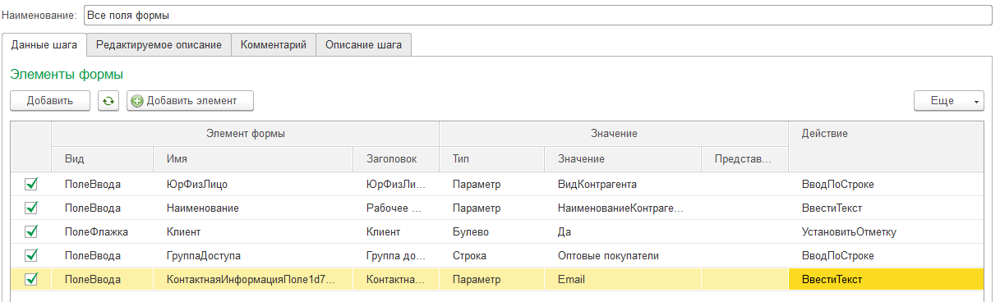 Наименование: Все поля формы
Данные шага Редактируемое описание Комментарий Описание шага
Элементы формы
Добавить Добавить элемент Еще
Элемент формы Значение Действие
Вид Имя Заголовок Тип Значение Представ...
ПолеВвода ЮрФизЛицо ЮрФизЛи... Параметр ВидКонтрагента ВводПоСтроке
ПолеВвода Наименование Рабочее ... Параметр НаименованиеКонтраге... ВвестиТекст
ПолеФлажка Клиент Клиент Булево Да УстановитьОтметку
ПолеВвода ГруппаДоступа Группа до... Строка Оптовые покупатели ВводПоСтроке
ПолеВвода КонтактнаяИнформацияПоле1d7... Контактна... Параметр Email ВвестиТекст